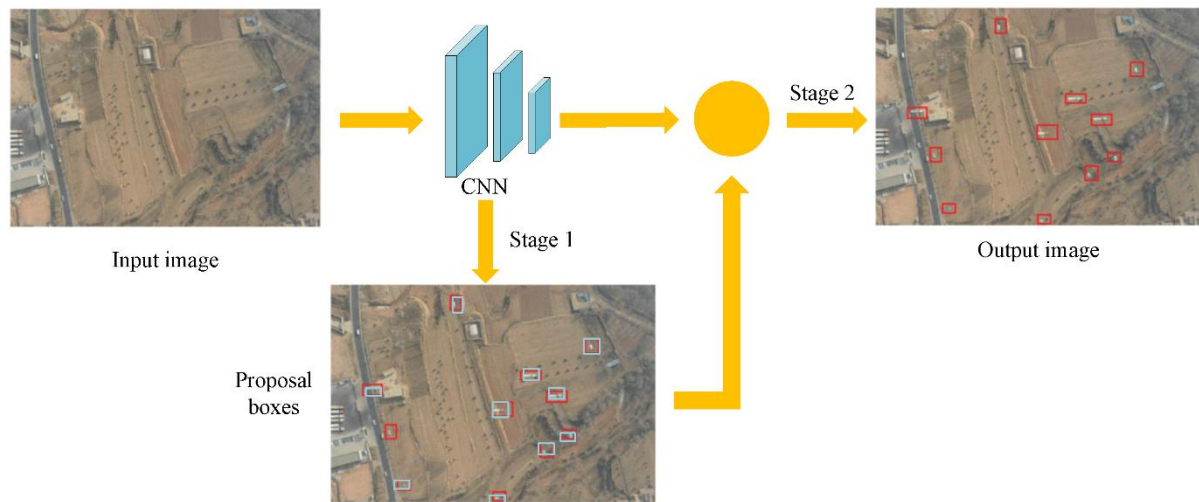 Input image
CNN
Stage 1
Proposal
boxes
Stage 2
Output image